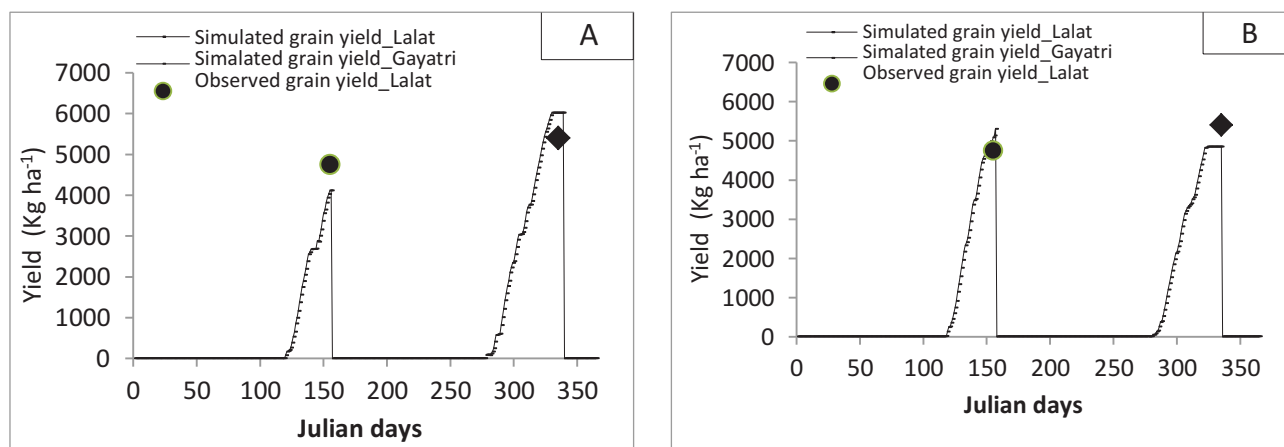 A
Simulated grain yield_Lalat
Simalated grain yield_Gayatri
Observed grain yield_Lalat
7000
6000
5000
4000
3000
2000
1000
0
Yield (Kg ha-1)
0 50 100 150 200 250 300 350
Julian days
B
Simulated grain yield_Lalat
Simalated grain yield_Gayatri
Observed grain yield_Lalat
7000
6000
5000
4000
3000
2000
1000
0
Yield (Kg ha-1)
0 50 100 150 200 250 300 350
Julian days